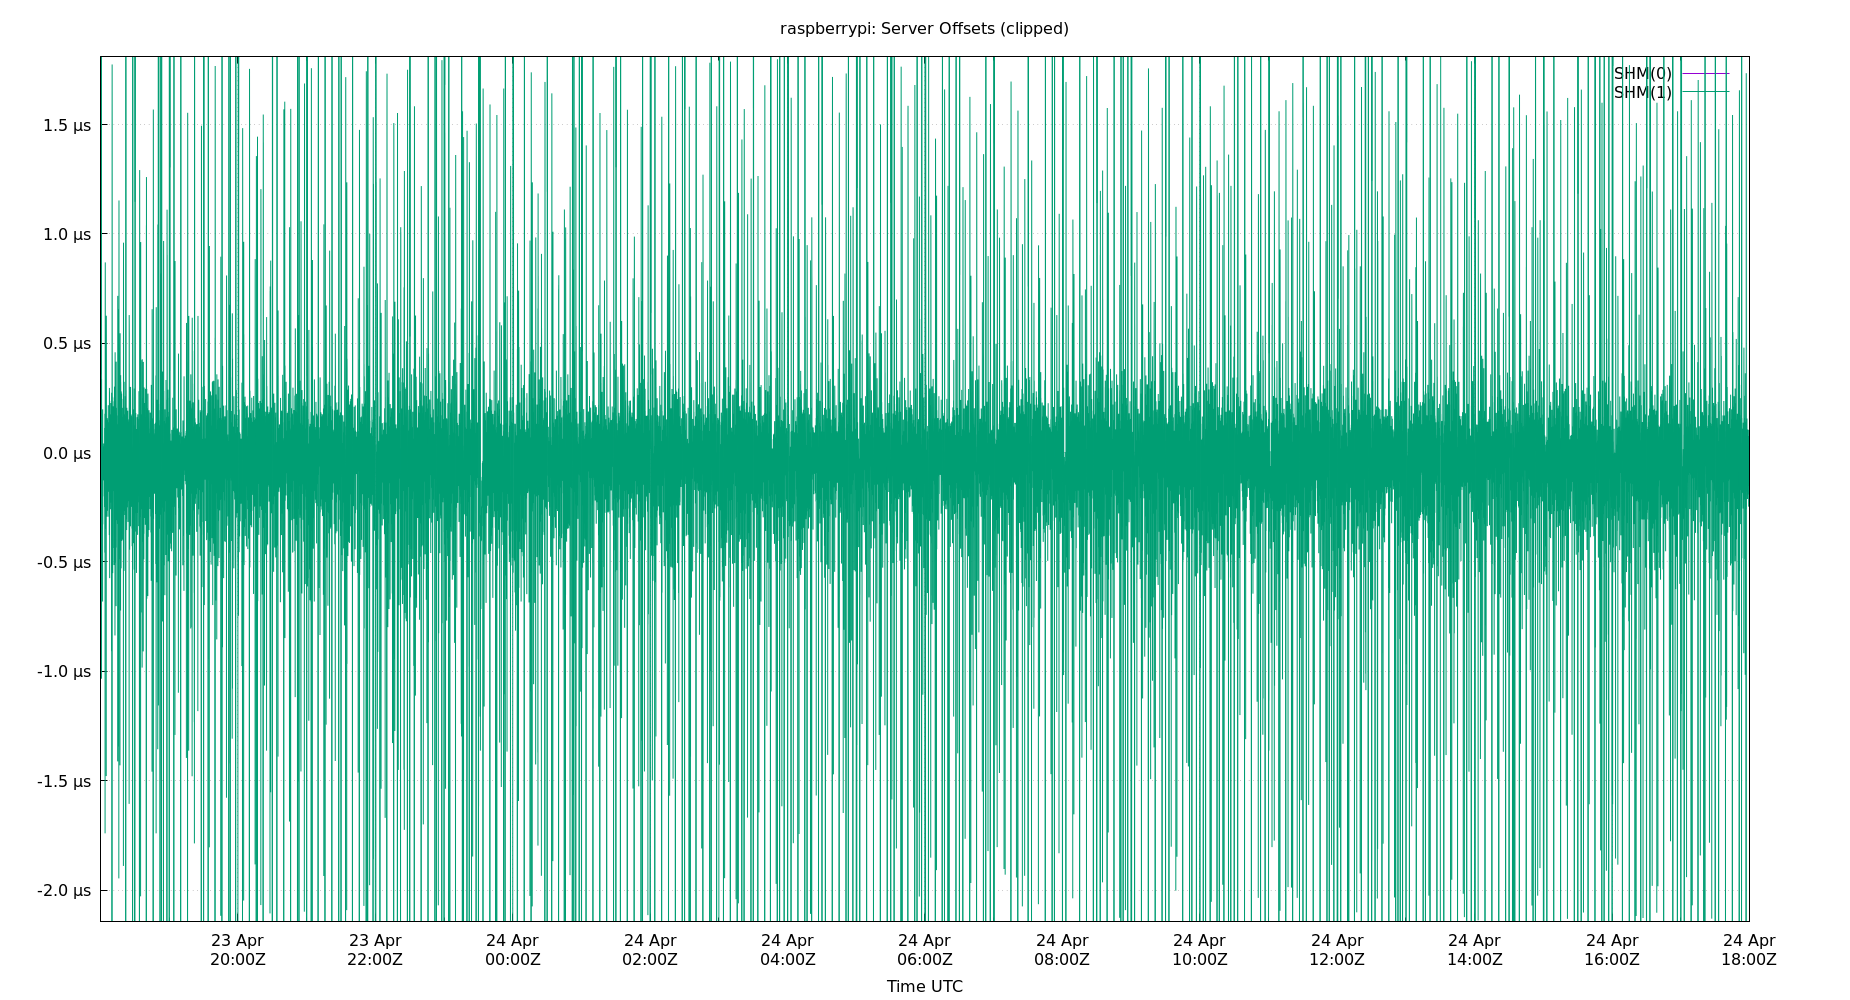 raspberrypi: Server Offsets (clipped)
SHM(0)
SHM(1)
1.5 µs
1.0 µs
0.5 µs
0.0 µs
-0.5 µs
-1.0 µs
-1.5 µs
-2.0 µs
23 Apr 23 Apr 24 Apr 24 Apr 24 Apr 24 Apr 24 Apr 24 Apr 24 Apr 24 Apr 24 Apr 24 Apr
20:00Z 22:00Z 00:00Z 02:00Z 04:00Z 06:00Z 08:00Z 10:00Z 12:00Z 14:00Z 16:00Z 18:00Z
Time UTC